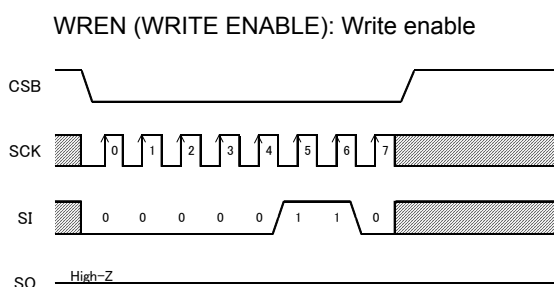 WREN (WRITE ENABLE): Write enable
CSB
SCK 0 1 2 3 4 5 6 7
SI 0 0 0 0 0 1 1 0
SO High-Z